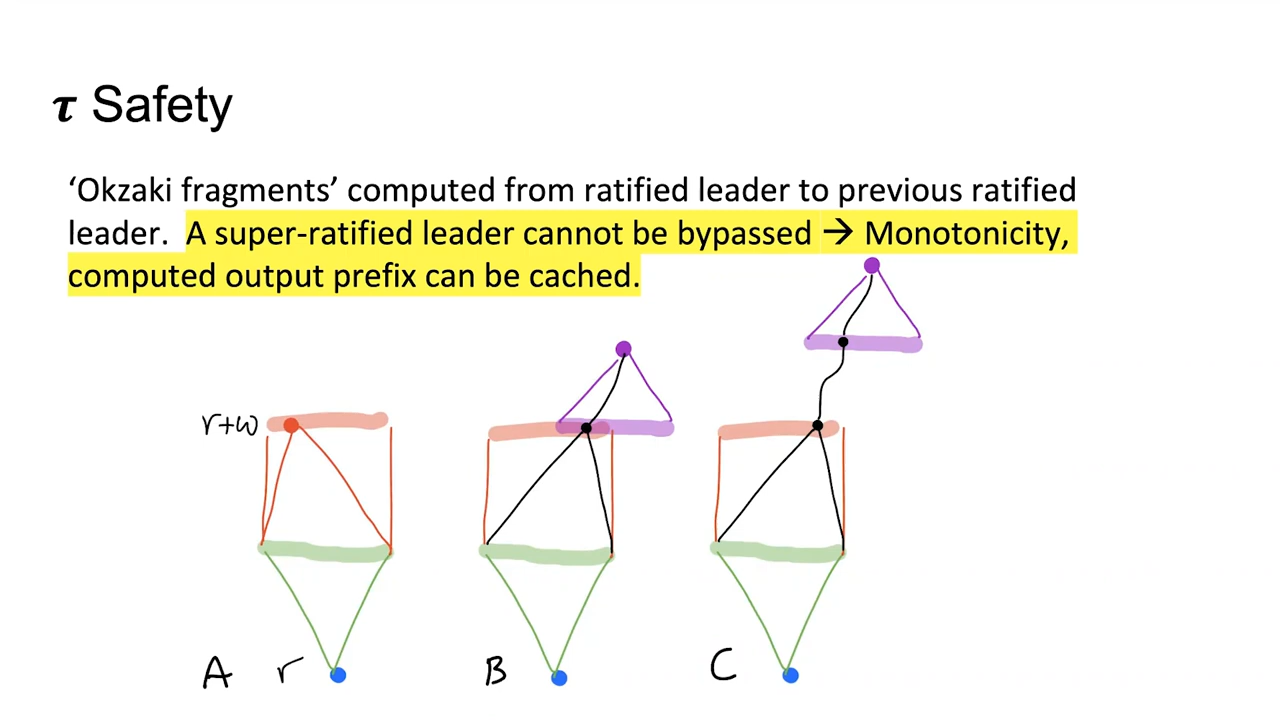 τ Safety
‘Okzaki fragments’ computed from ratified leader to previous ratified
leader. A super-ratified leader cannot be bypassed → Monotonicity,
computed output prefix can be cached.
r+w
A r B C